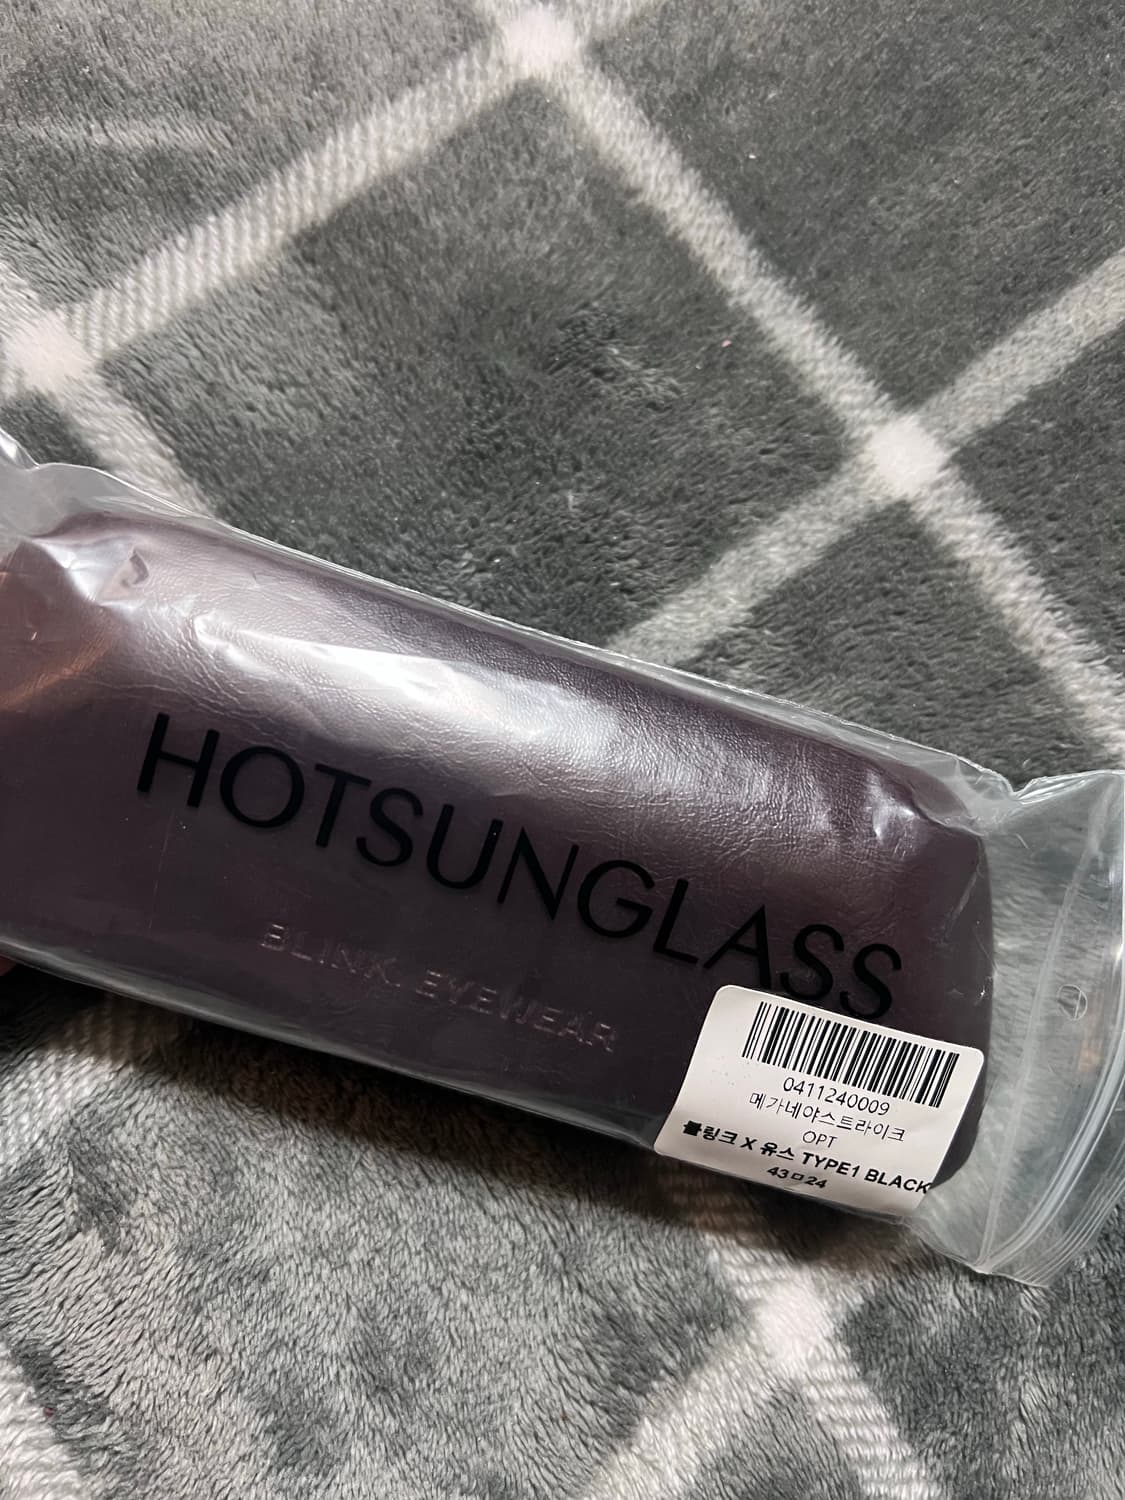 HOTSUNGLASS
BLINK. EYEWEAR
0411240009
메가네야스트라이크
OPT
블링크 X 유스 TYPE1 BLACK
43ㅁ24